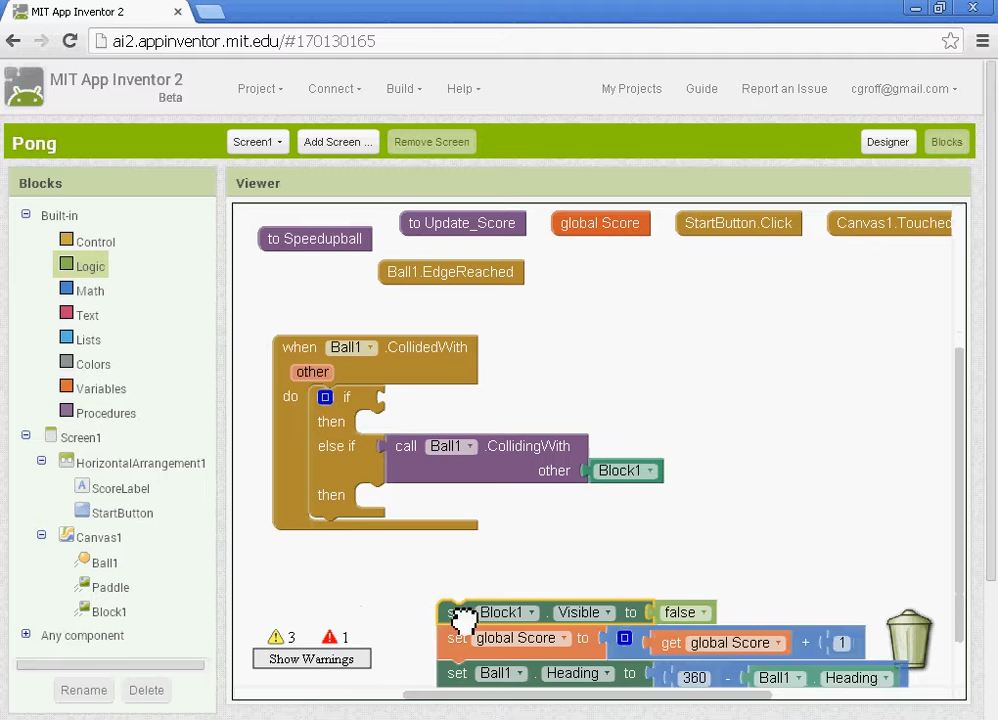 MIT App Inventor 2
ai2.appinventor.mit.edu/#170130165
MIT App Inventor 2
Beta
Project
Connect
Build
Help
My Projects
Guide
Report an Issue
cgroff@gmail.com
Pong
Screen1
Add Screen ...
Remove Screen
Designer
Blocks
Blocks
Viewer
Built-in
Control
Logic
Math
Text
Lists
Colors
Variables
Procedures
Screen1
HorizontalArrangement1
A ScoreLabel
StartButton
Canvas1
Ball1
Paddle
Block1
Any component
Rename
Delete
to Speedupball
to Update_Score
global Score
StartButton.Click
Canvas1.Touched
Ball1.EdgeReached
when Ball1 .CollidedWith
other
do if
then
else if call Ball1 .CollidingWith
other Block1
then
set Block1 . Visible to false
set global Score to get global Score + 1
set Ball1 . Heading to 360 - Ball1 . Heading
3 1
Show Warnings